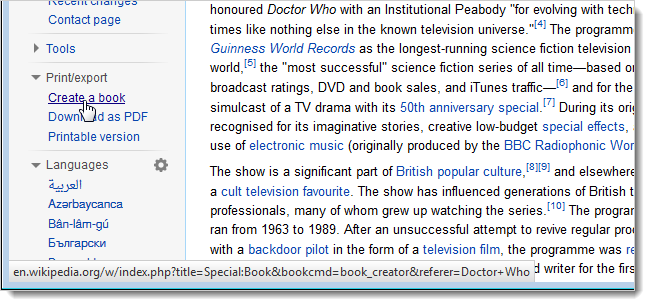 Recent changes
Contact page
Tools
Print/export
Create a book
Download as PDF
Printable version
Languages
العربية
Azərbaycanca
Bân-lâm-gú
Български
honoured Doctor Who with an Institutional Peabody "for evolving with tech
times like nothing else in the known television universe."[4] The programme
Guinness World Records as the longest-running science fiction television
world,[5] the "most successful" science fiction series of all time—based on
broadcast ratings, DVD and book sales, and iTunes traffic—[6] and for the
simulcast of a TV drama with its 50th anniversary special.[7] During its orig
recognised for its imaginative stories, creative low-budget special effects,
use of electronic music (originally produced by the BBC Radiophonic Wo
The show is a significant part of British popular culture,[8][9] and elsewhere
a cult television favourite. The show has influenced generations of British t
professionals, many of whom grew up watching the series.[10] The program
ran from 1963 to 1989. After an unsuccessful attempt to revive regular prod
with a backdoor pilot in the form of a television film, the programme was re
d writer for the first
en.wikipedia.org/w/index.php?title=Special:Book&bookcmd=book_creator&referer=Doctor+Who